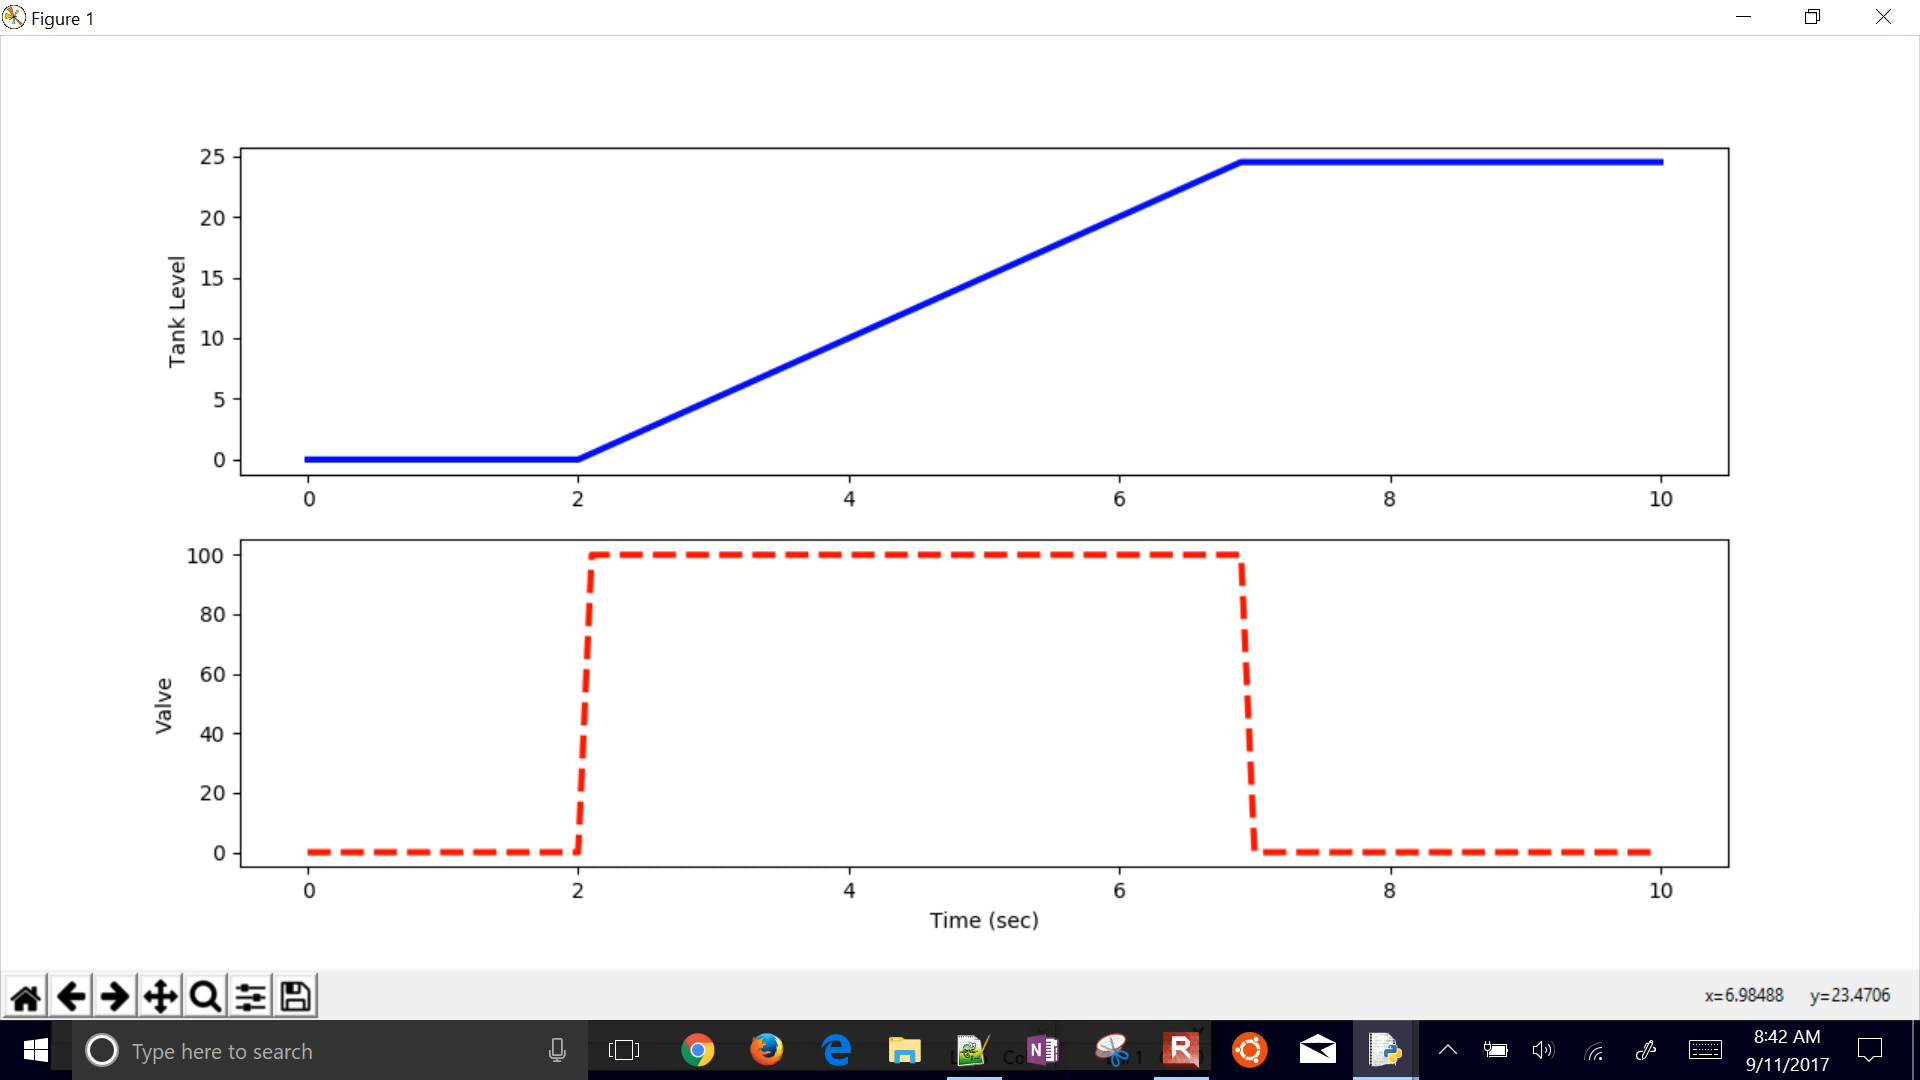 Figure 1
25
20
15
10
5
0
Tank Level
0 2 4 6 8 10
100
80
60
40
20
0
Valve
0 2 4 6 8 10
Time (sec)
x=6.98488 y=23.4706
Type here to search
N
R
8:42 AM
9/11/2017